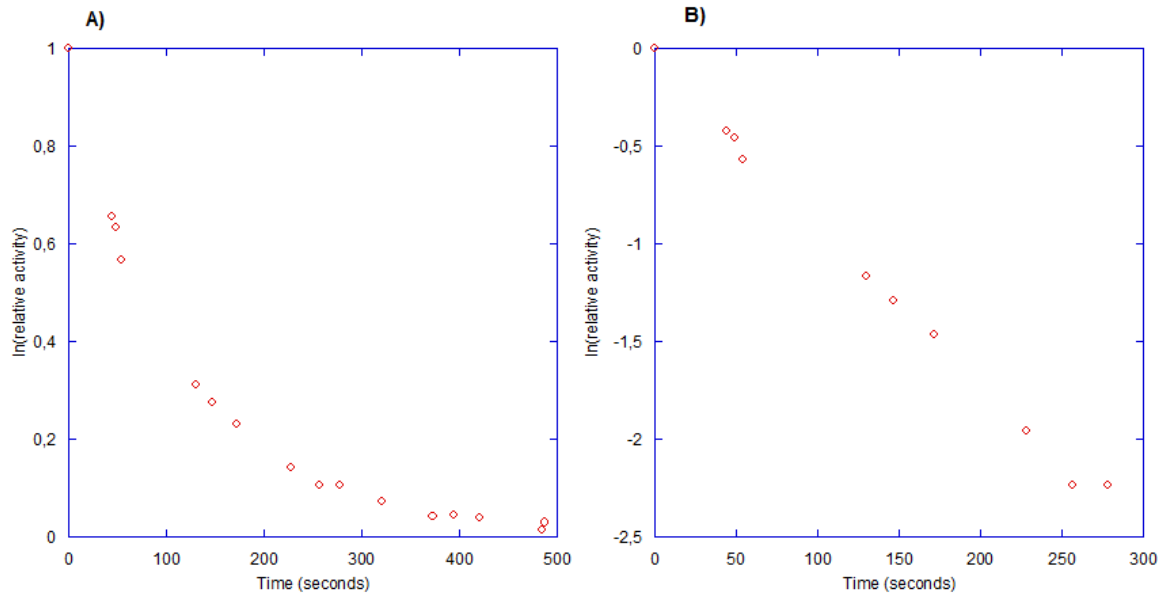 A)
1
0,8
0,6
0,4
0,2
0
ln(relative activity)
0 100 200 300 400 500
Time (seconds)
B)
0
-0,5
-1
-1,5
-2
-2,5
ln(relative activity)
0 50 100 150 200 250 300
Time (seconds)